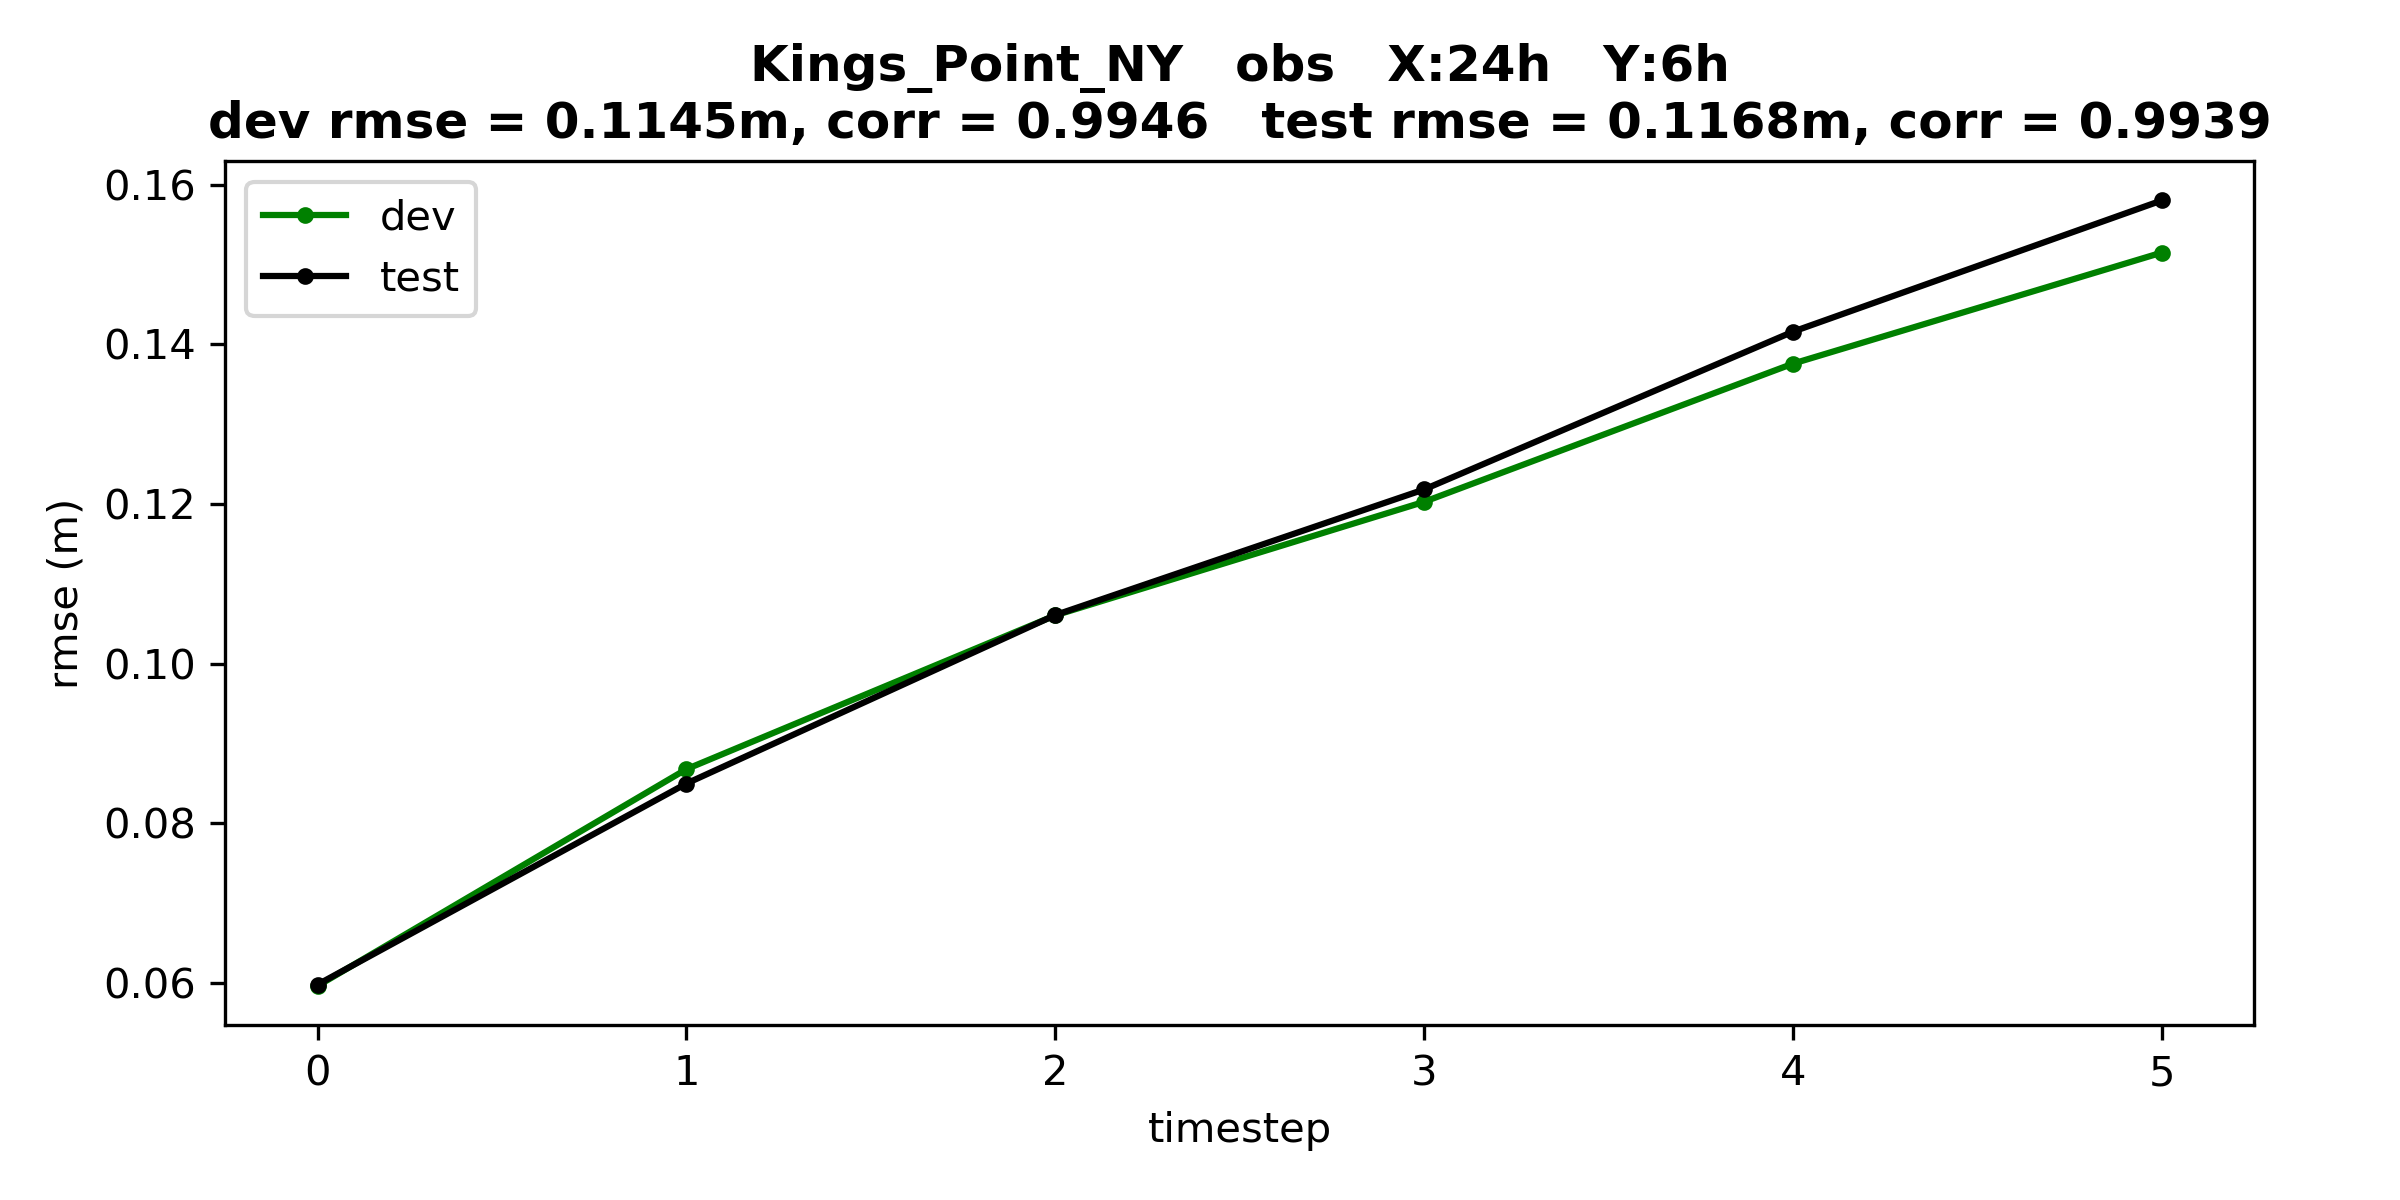 Kings_Point_NY   obs   X:24h   Y:6h
dev rmse = 0.1145m, corr = 0.9946   test rmse = 0.1168m, corr = 0.9939
dev
test
0.16
0.14
0.12
0.10
0.08
0.06
rmse (m)
0 1 2 3 4 5
timestep